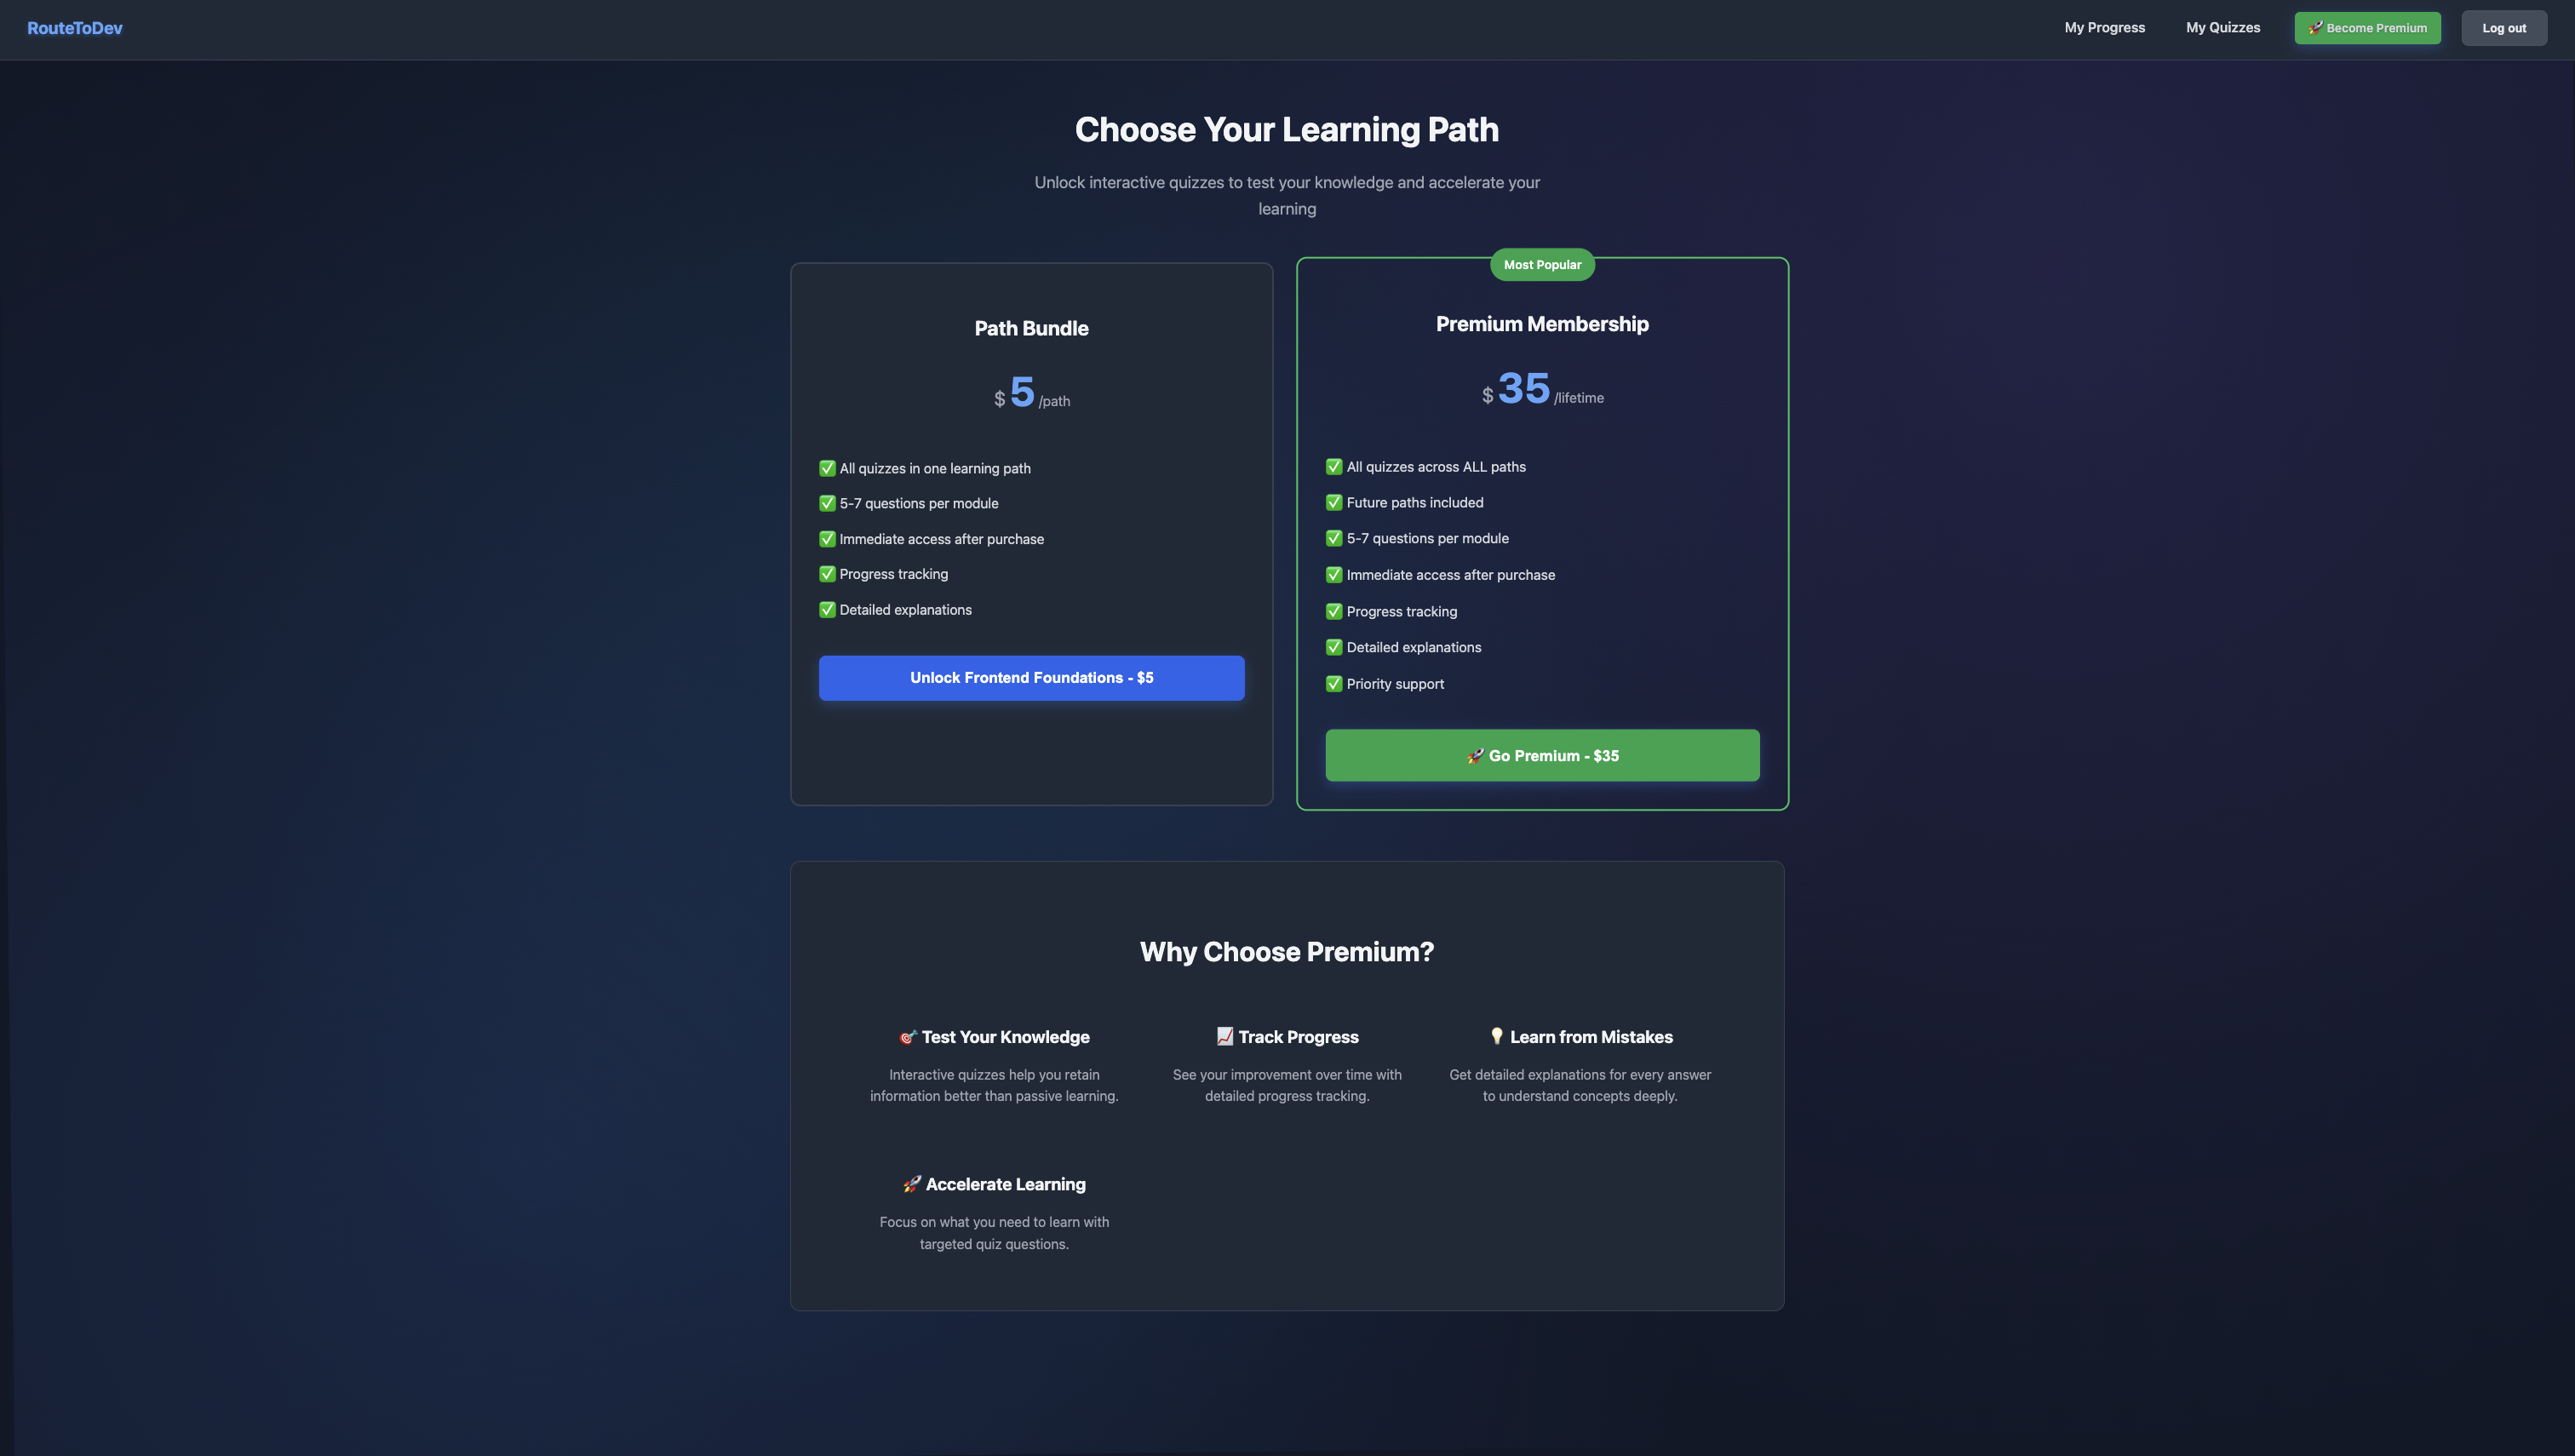 RouteToDev
My Progress
My Quizzes
🚀 Become Premium
Log out
Choose Your Learning Path
Unlock interactive quizzes to test your knowledge and accelerate your
learning
Path Bundle
$ 5 /path
✅ All quizzes in one learning path
✅ 5-7 questions per module
✅ Immediate access after purchase
✅ Progress tracking
✅ Detailed explanations
Unlock Frontend Foundations - $5
Most Popular
Premium Membership
$ 35 /lifetime
✅ All quizzes across ALL paths
✅ Future paths included
✅ 5-7 questions per module
✅ Immediate access after purchase
✅ Progress tracking
✅ Detailed explanations
✅ Priority support
🚀 Go Premium - $35
Why Choose Premium?
🎯 Test Your Knowledge
Interactive quizzes help you retain
information better than passive learning.
📈 Track Progress
See your improvement over time with
detailed progress tracking.
💡 Learn from Mistakes
Get detailed explanations for every answer
to understand concepts deeply.
🚀 Accelerate Learning
Focus on what you need to learn with
targeted quiz questions.